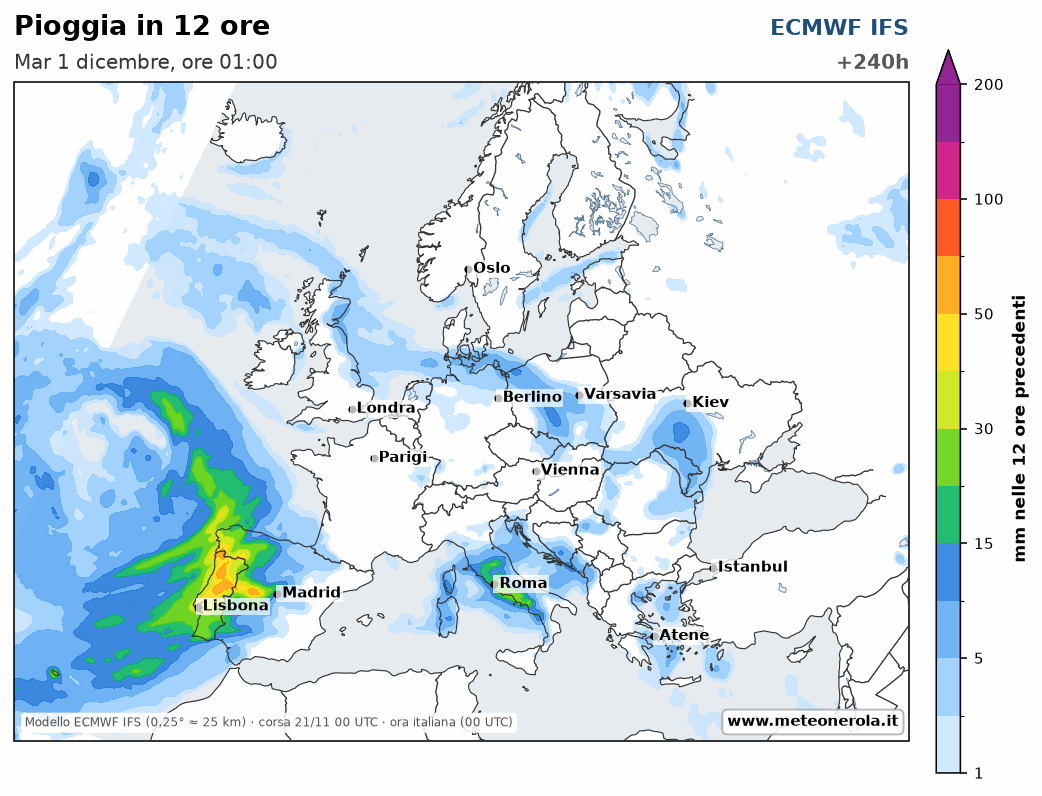 Pioggia in 12 ore
ECMWF IFS
Mar 1 dicembre, ore 01:00
+240h
200
100
50
30
15
5
1
mm nelle 12 ore precedenti
Oslo
Berlino
Varsavia
Kiev
Londra
Parigi
Vienna
Istanbul
Roma
Madrid
Lisbona
Atene
Modello ECMWF IFS (0,25° ≈ 25 km) · corsa 21/11 00 UTC · ora italiana (00 UTC)
www.meteonerola.it